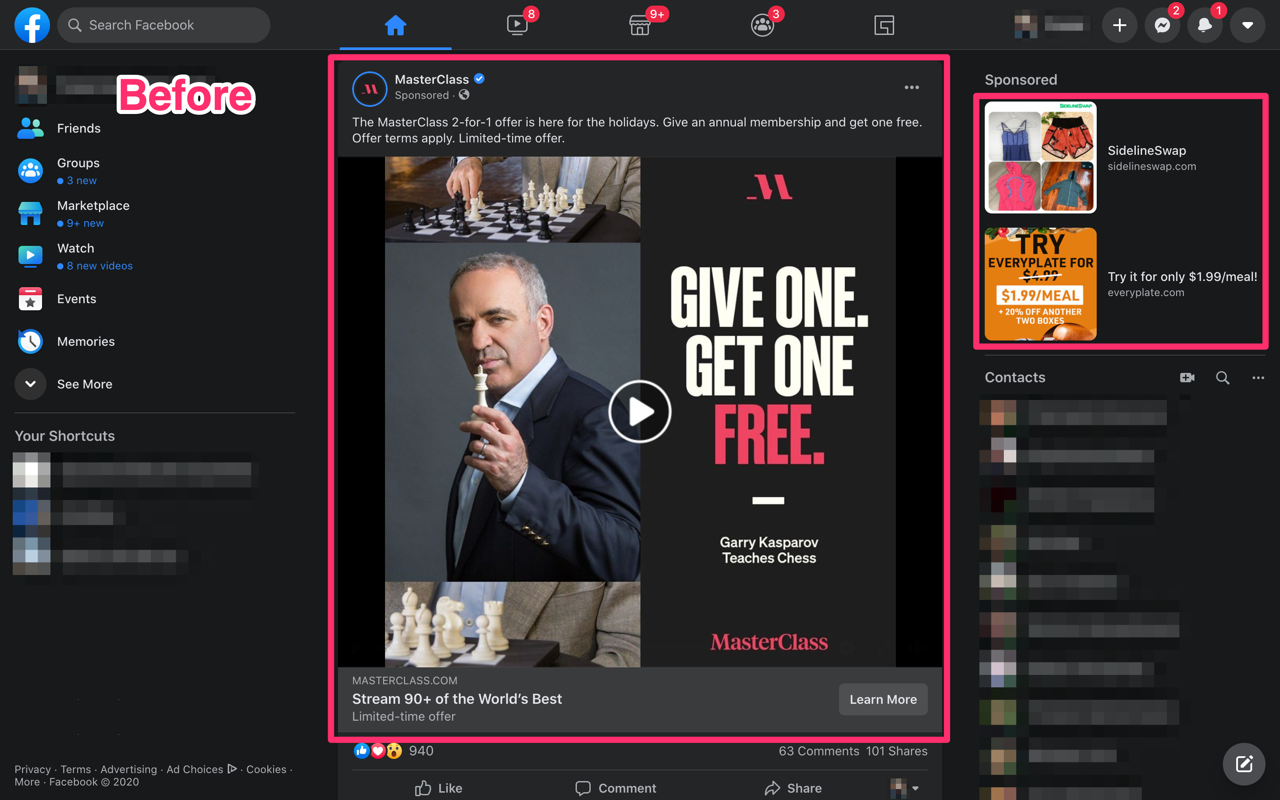 Search Facebook
8
9+
3
2
1
Before
Friends
Groups
3 new
Marketplace
9+ new
Watch
8 new videos
Events
Memories
See More
Your Shortcuts
Privacy · Terms · Advertising · Ad Choices · Cookies ·
More · Facebook © 2020
MasterClass
Sponsored ·
The MasterClass 2-for-1 offer is here for the holidays. Give an annual membership and get one free.
Offer terms apply. Limited-time offer.
GIVE ONE.
GET ONE
FREE.
Garry Kasparov
Teaches Chess
MasterClass
MASTERCLASS.COM
Stream 90+ of the World's Best
Limited-time offer
Learn More
940
63 Comments 101 Shares
Like
Comment
Share
Sponsored
SIDELINESWAP
SidelineSwap
sidelineswap.com
TRY
EVERYPLATE FOR
$4.99
$1.99/MEAL
+ 20% OFF ANOTHER
TWO BOXES
Try it for only $1.99/meal!
everyplate.com
Contacts